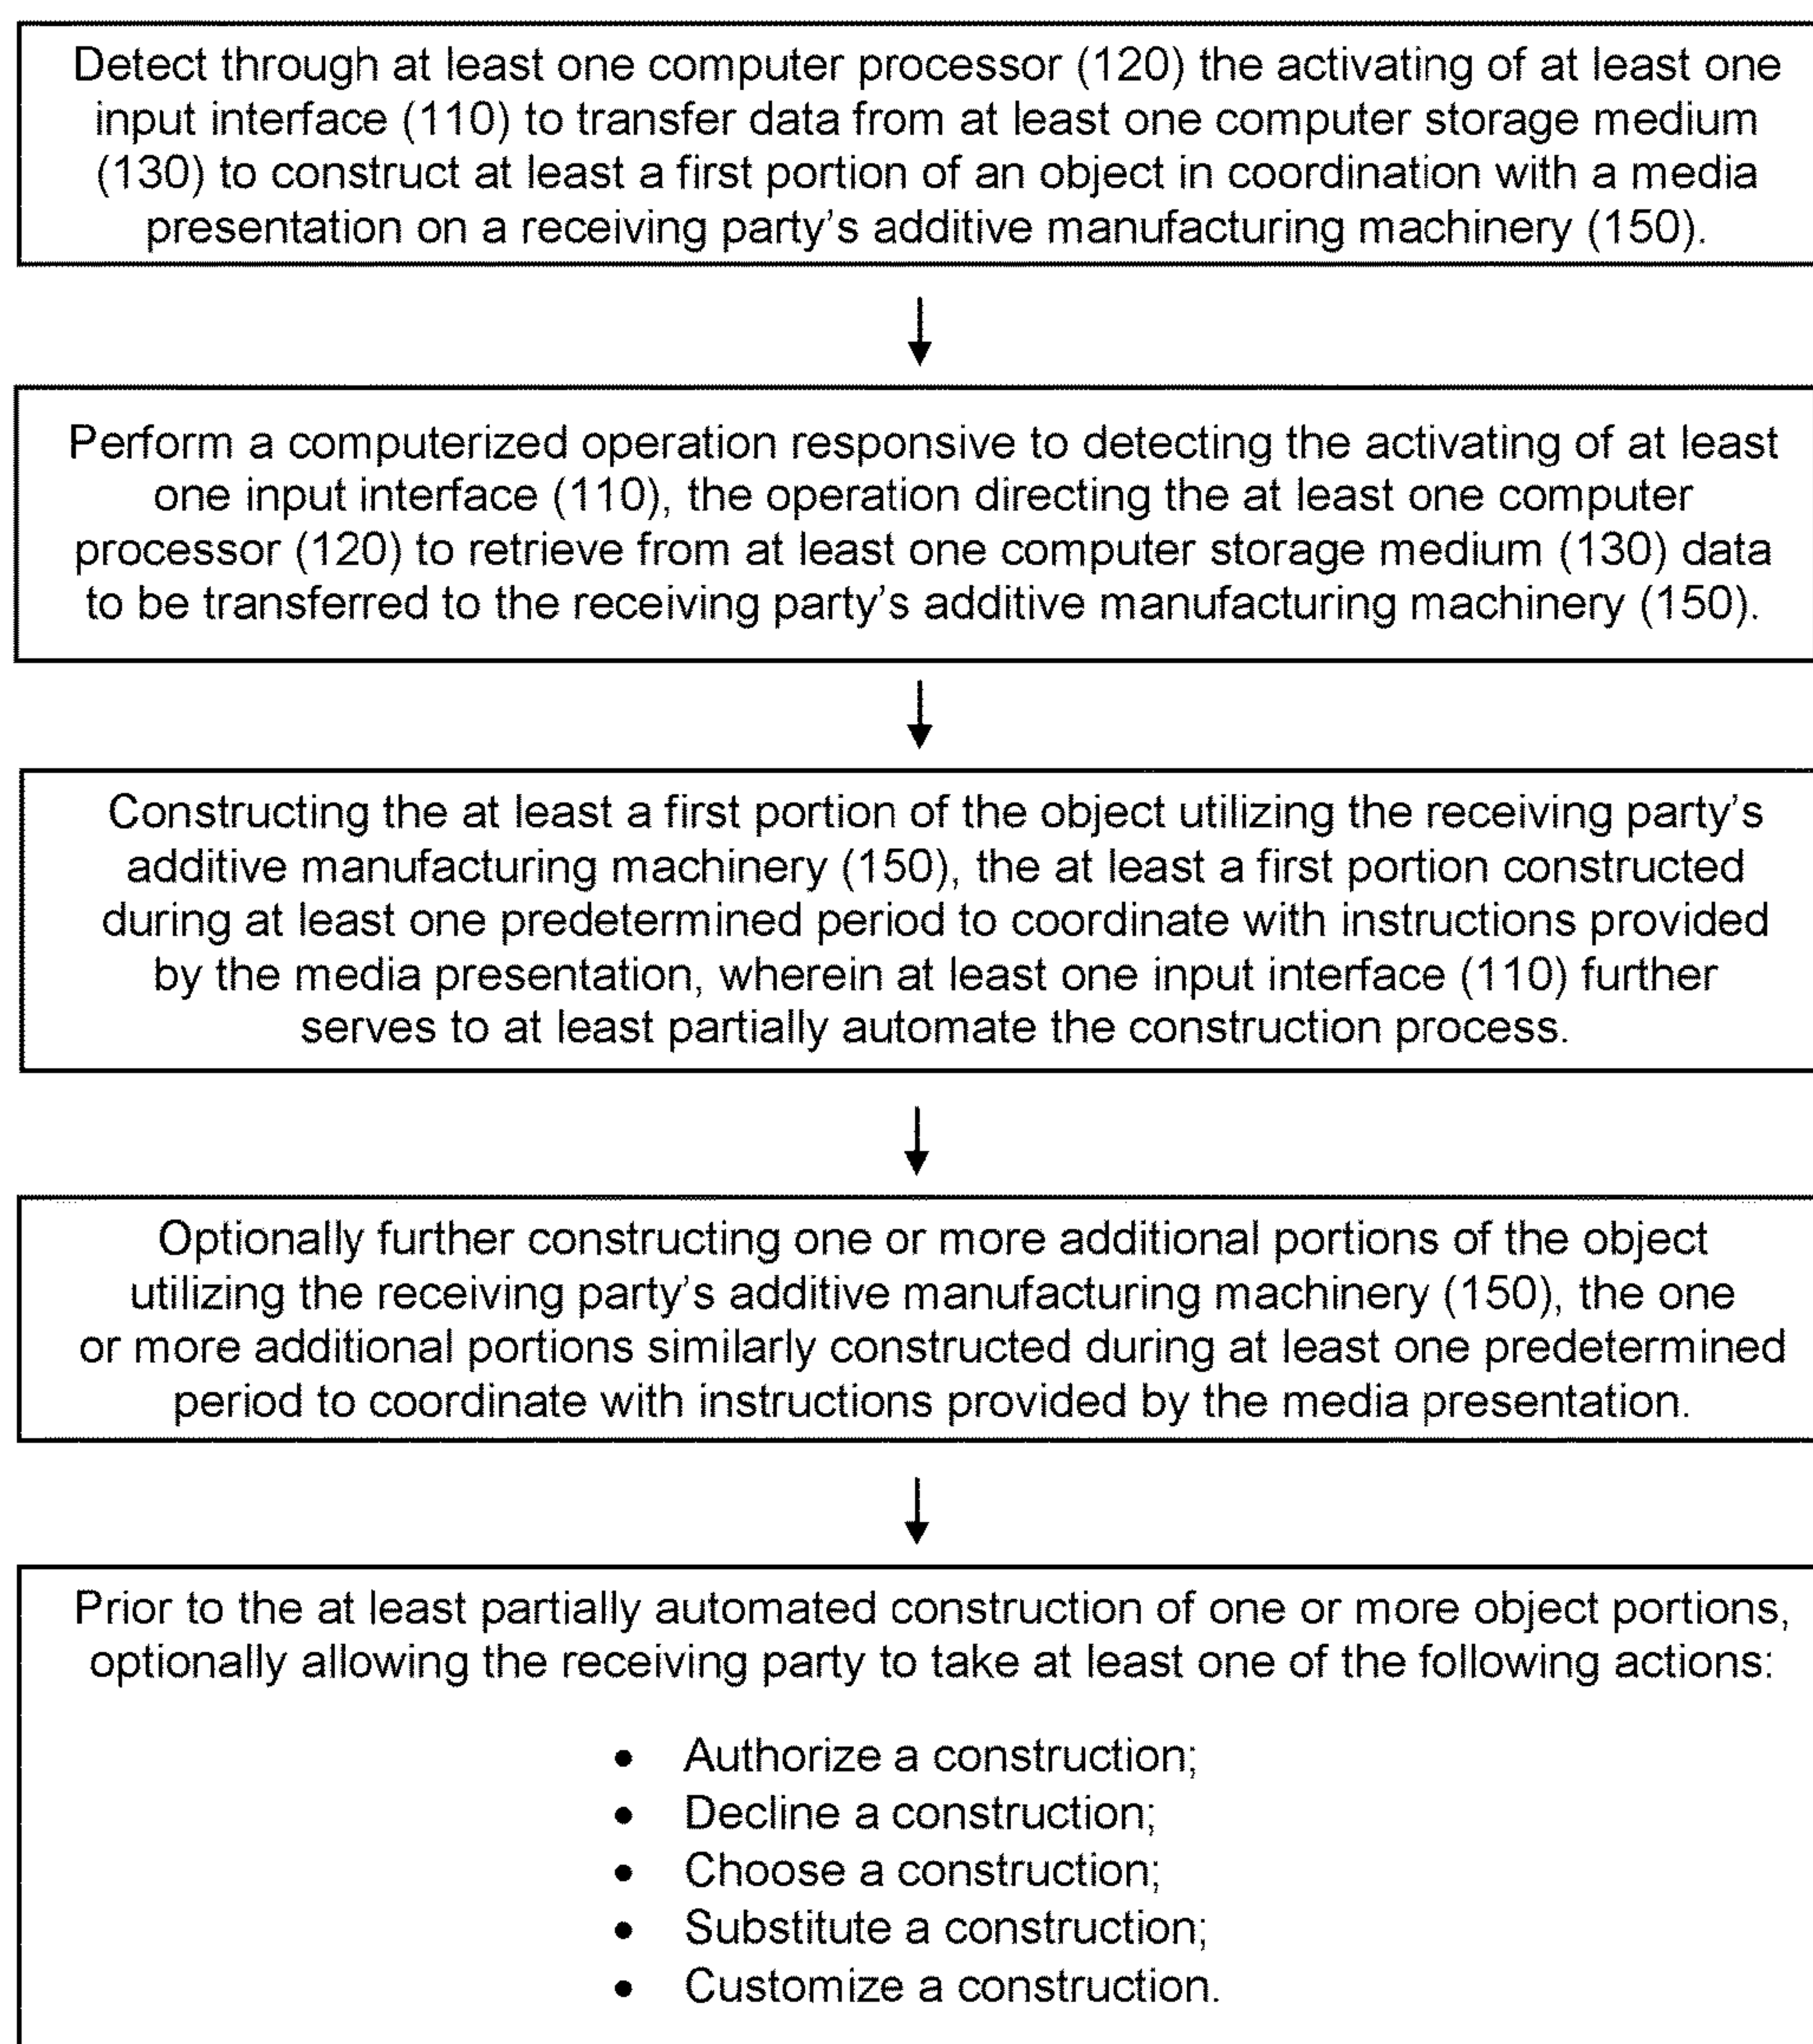 Detect through at least one computer processor (120) the activating of at least one
input interface (110) to transfer data from at least one computer storage medium
(130) to construct at least a first portion of an object in coordination with a media
presentation on a receiving party's additive manufacturing machinery (150).
Perform a computerized operation responsive to detecting the activating of at least
one input interface (110), the operation directing the at least one computer
processor (120) to retrieve from at least one computer storage medium (130) data
to be transferred to the receiving party's additive manufacturing machinery (150).
Constructing the at least a first portion of the object utilizing the receiving party's
additive manufacturing machinery (150), the at least a first portion constructed
during at least one predetermined period to coordinate with instructions provided
by the media presentation, wherein at least one input interface (110) further
serves to at least partially automate the construction process.
Optionally further constructing one or more additional portions of the object
utilizing the receiving party's additive manufacturing machinery (150), the one
or more additional portions similarly constructed during at least one predetermined
period to coordinate with instructions provided by the media presentation.
Prior to the at least partially automated construction of one or more object portions,
optionally allowing the receiving party to take at least one of the following actions:
• Authorize a construction;
• Decline a construction;
• Choose a construction;
• Substitute a construction;
• Customize a construction.